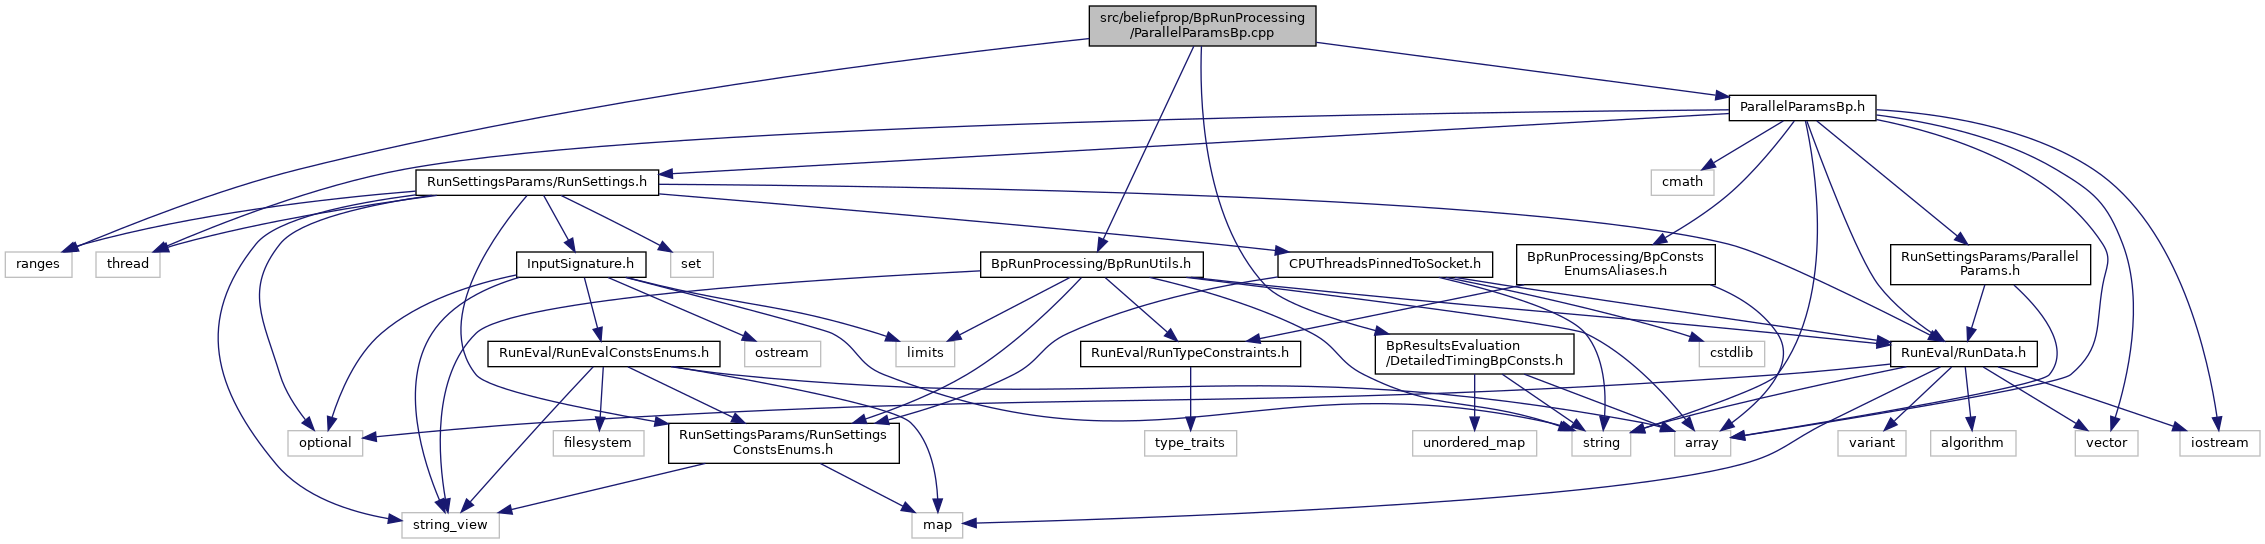 src/beliefprop/BpRunProcessing
/ParallelParamsBp.cpp
ParallelParamsBp.h
RunSettingsParams/RunSettings.h
cmath
ranges
thread
InputSignature.h
set
BpRunProcessing/BpRunUtils.h
CPUThreadsPinnedToSocket.h
BpRunProcessing/BpConsts
EnumsAliases.h
RunSettingsParams/Parallel
Params.h
RunEval/RunEvalConstsEnums.h
ostream
limits
RunEval/RunTypeConstraints.h
BpResultsEvaluation
/DetailedTimingBpConsts.h
cstdlib
RunEval/RunData.h
optional
filesystem
RunSettingsParams/RunSettings
ConstsEnums.h
type_traits
unordered_map
string
array
variant
algorithm
vector
iostream
string_view
map